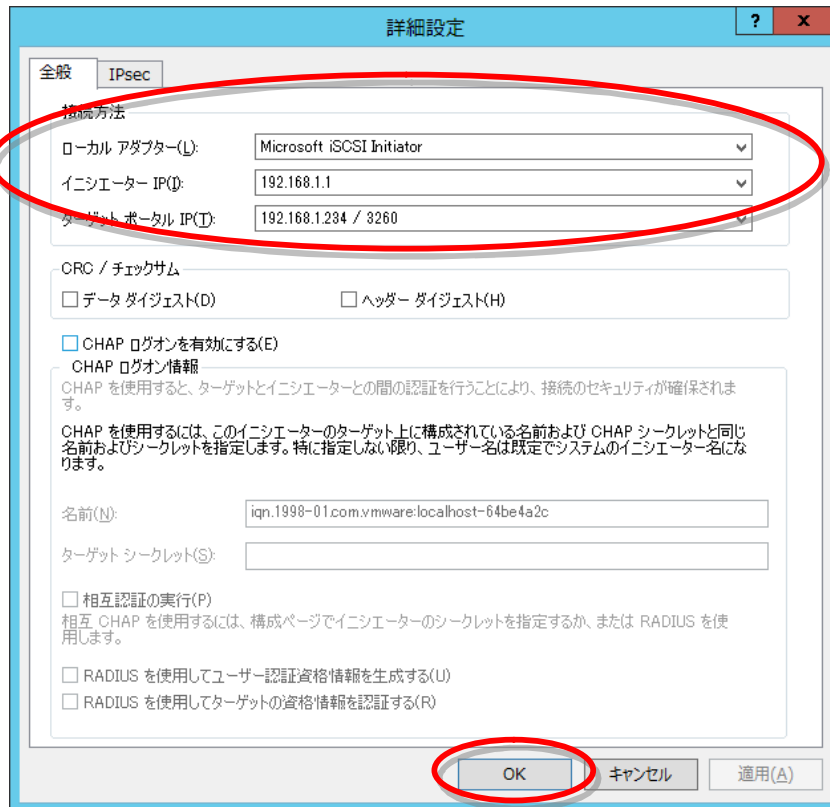 詳細設定
? x
全般 IPsec
接続方法
ローカル アダプター(L): Microsoft iSCSI Initiator
イニシエーター IP(I): 192.168.1.1
ターゲット ポータル IP(T): 192.168.1.234 / 3260
CRC / チェックサム
データ ダイジェスト(D) ヘッダー ダイジェスト(H)
CHAP ログオンを有効にする(E)
CHAP ログオン情報
CHAP を使用すると、ターゲットとイニシエーターとの間の認証を行うことにより、接続のセキュリティが確保されま
す。
CHAP を使用するには、このイニシエーターのターゲット上に構成されている名前および CHAP シークレットと同じ
名前およびシークレットを指定します。特に指定しない限り、ユーザー名は既定でシステムのイニシエーター名にな
ります。
名前(N): iqn.1998-01.com.vmware:localhost-64be4a2c
ターゲット シークレット(S):
相互認証の実行(P)
相互 CHAP を使用するには、構成ページでイニシエーターのシークレットを指定するか、または RADIUS を使
用します。
RADIUS を使用してユーザー認証資格情報を生成する(U)
RADIUS を使用してターゲットの資格情報を認証する(R)
OK キャンセル 適用(A)